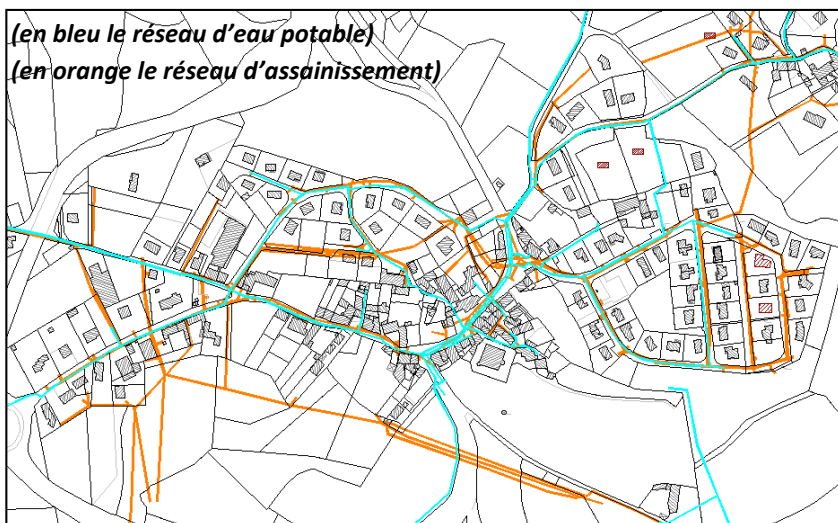 (en bleu le réseau d'eau potable)
(en orange le réseau d'assainissement)